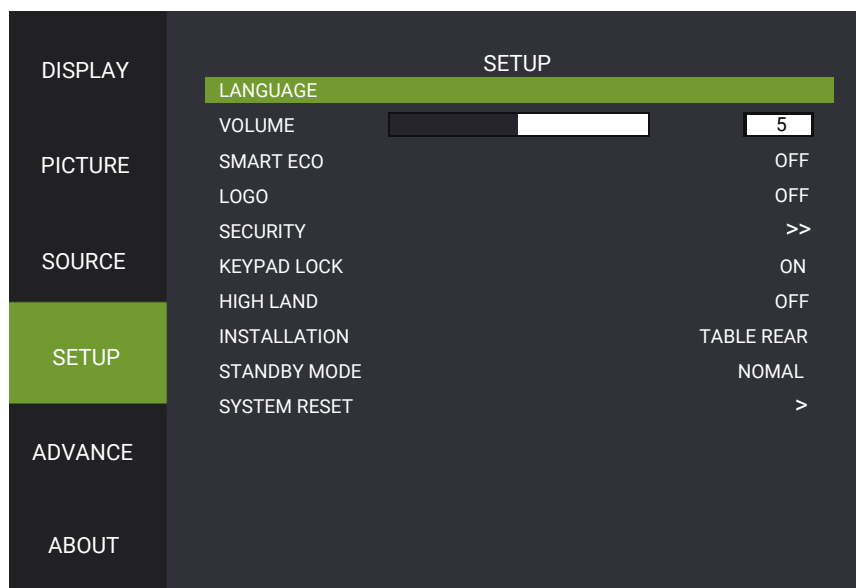 DISPLAY
PICTURE
SOURCE
SETUP
ADVANCE
ABOUT
SETUP
LANGUAGE
VOLUME 5
SMART ECO OFF
LOGO OFF
SECURITY >>
KEYPAD LOCK ON
HIGH LAND OFF
INSTALLATION TABLE REAR
STANDBY MODE NOMAL
SYSTEM RESET >